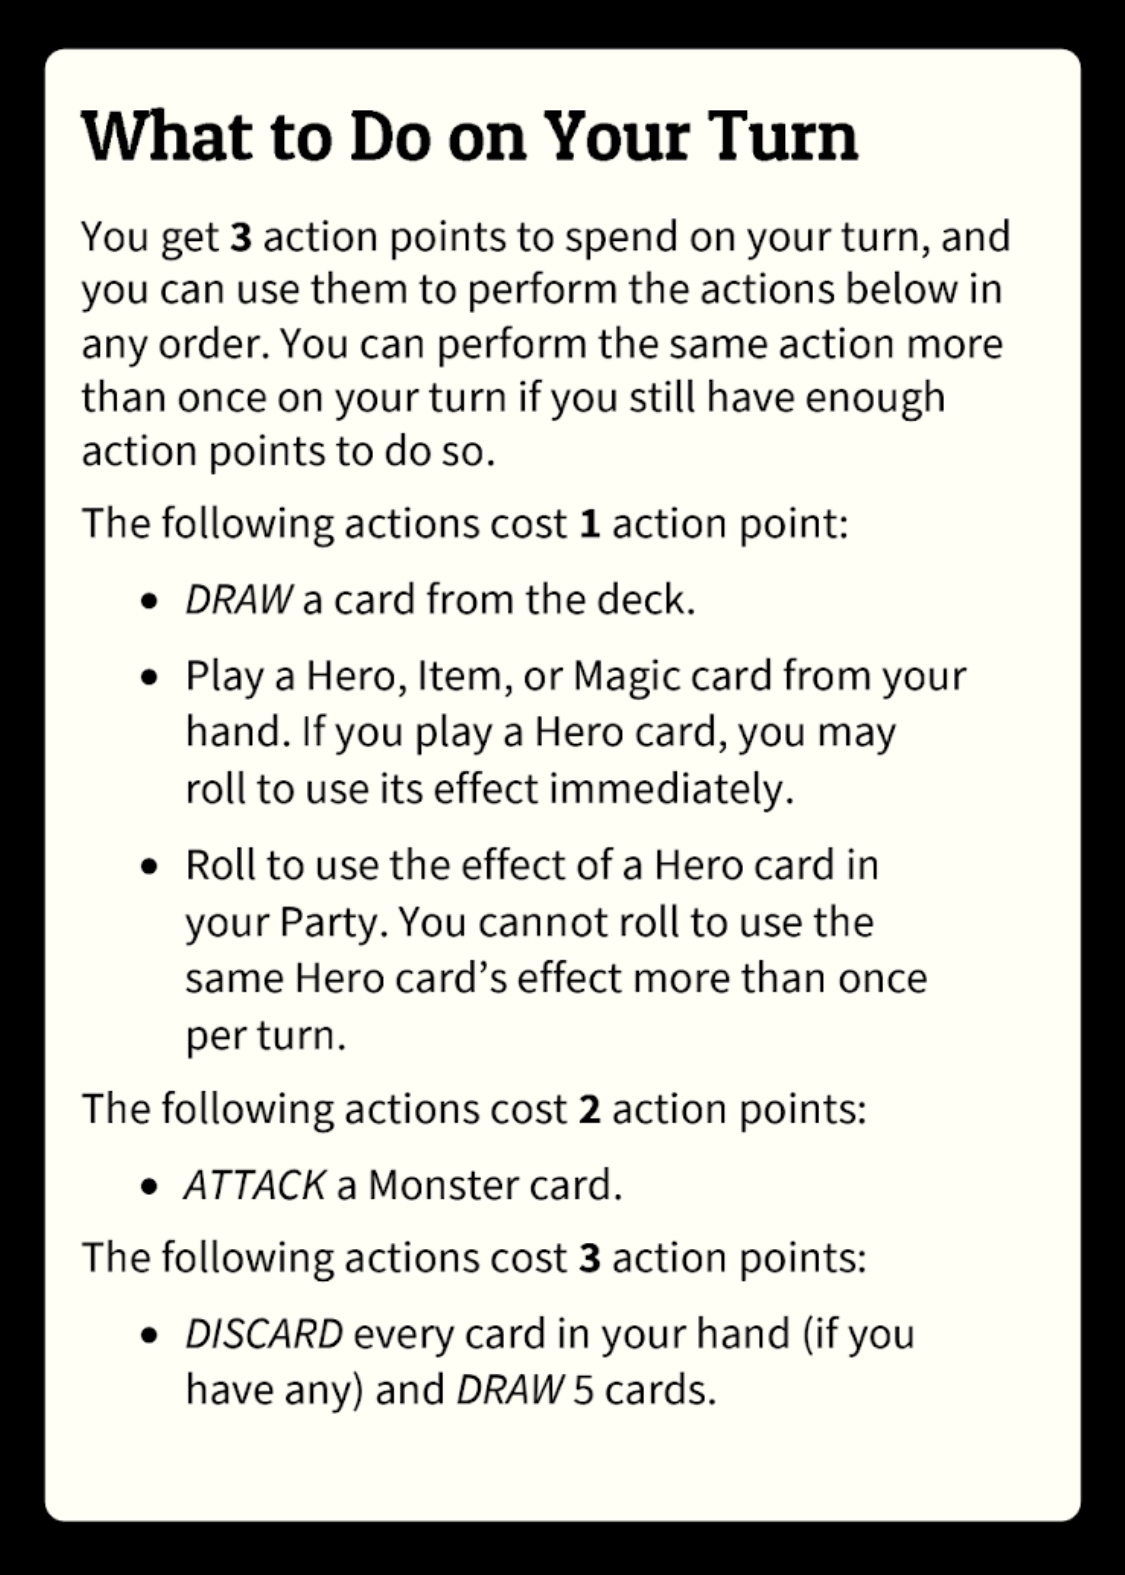 What to Do on Your Turn
You get 3 action points to spend on your turn, and
you can use them to perform the actions below in
any order. You can perform the same action more
than once on your turn if you still have enough
action points to do so.
The following actions cost 1 action point:
• DRAW a card from the deck.
• Play a Hero, Item, or Magic card from your
hand. If you play a Hero card, you may
roll to use its effect immediately.
• Roll to use the effect of a Hero card in
your Party. You cannot roll to use the
same Hero card’s effect more than once
per turn.
The following actions cost 2 action points:
• ATTACK a Monster card.
The following actions cost 3 action points:
• DISCARD every card in your hand (if you
have any) and DRAW 5 cards.